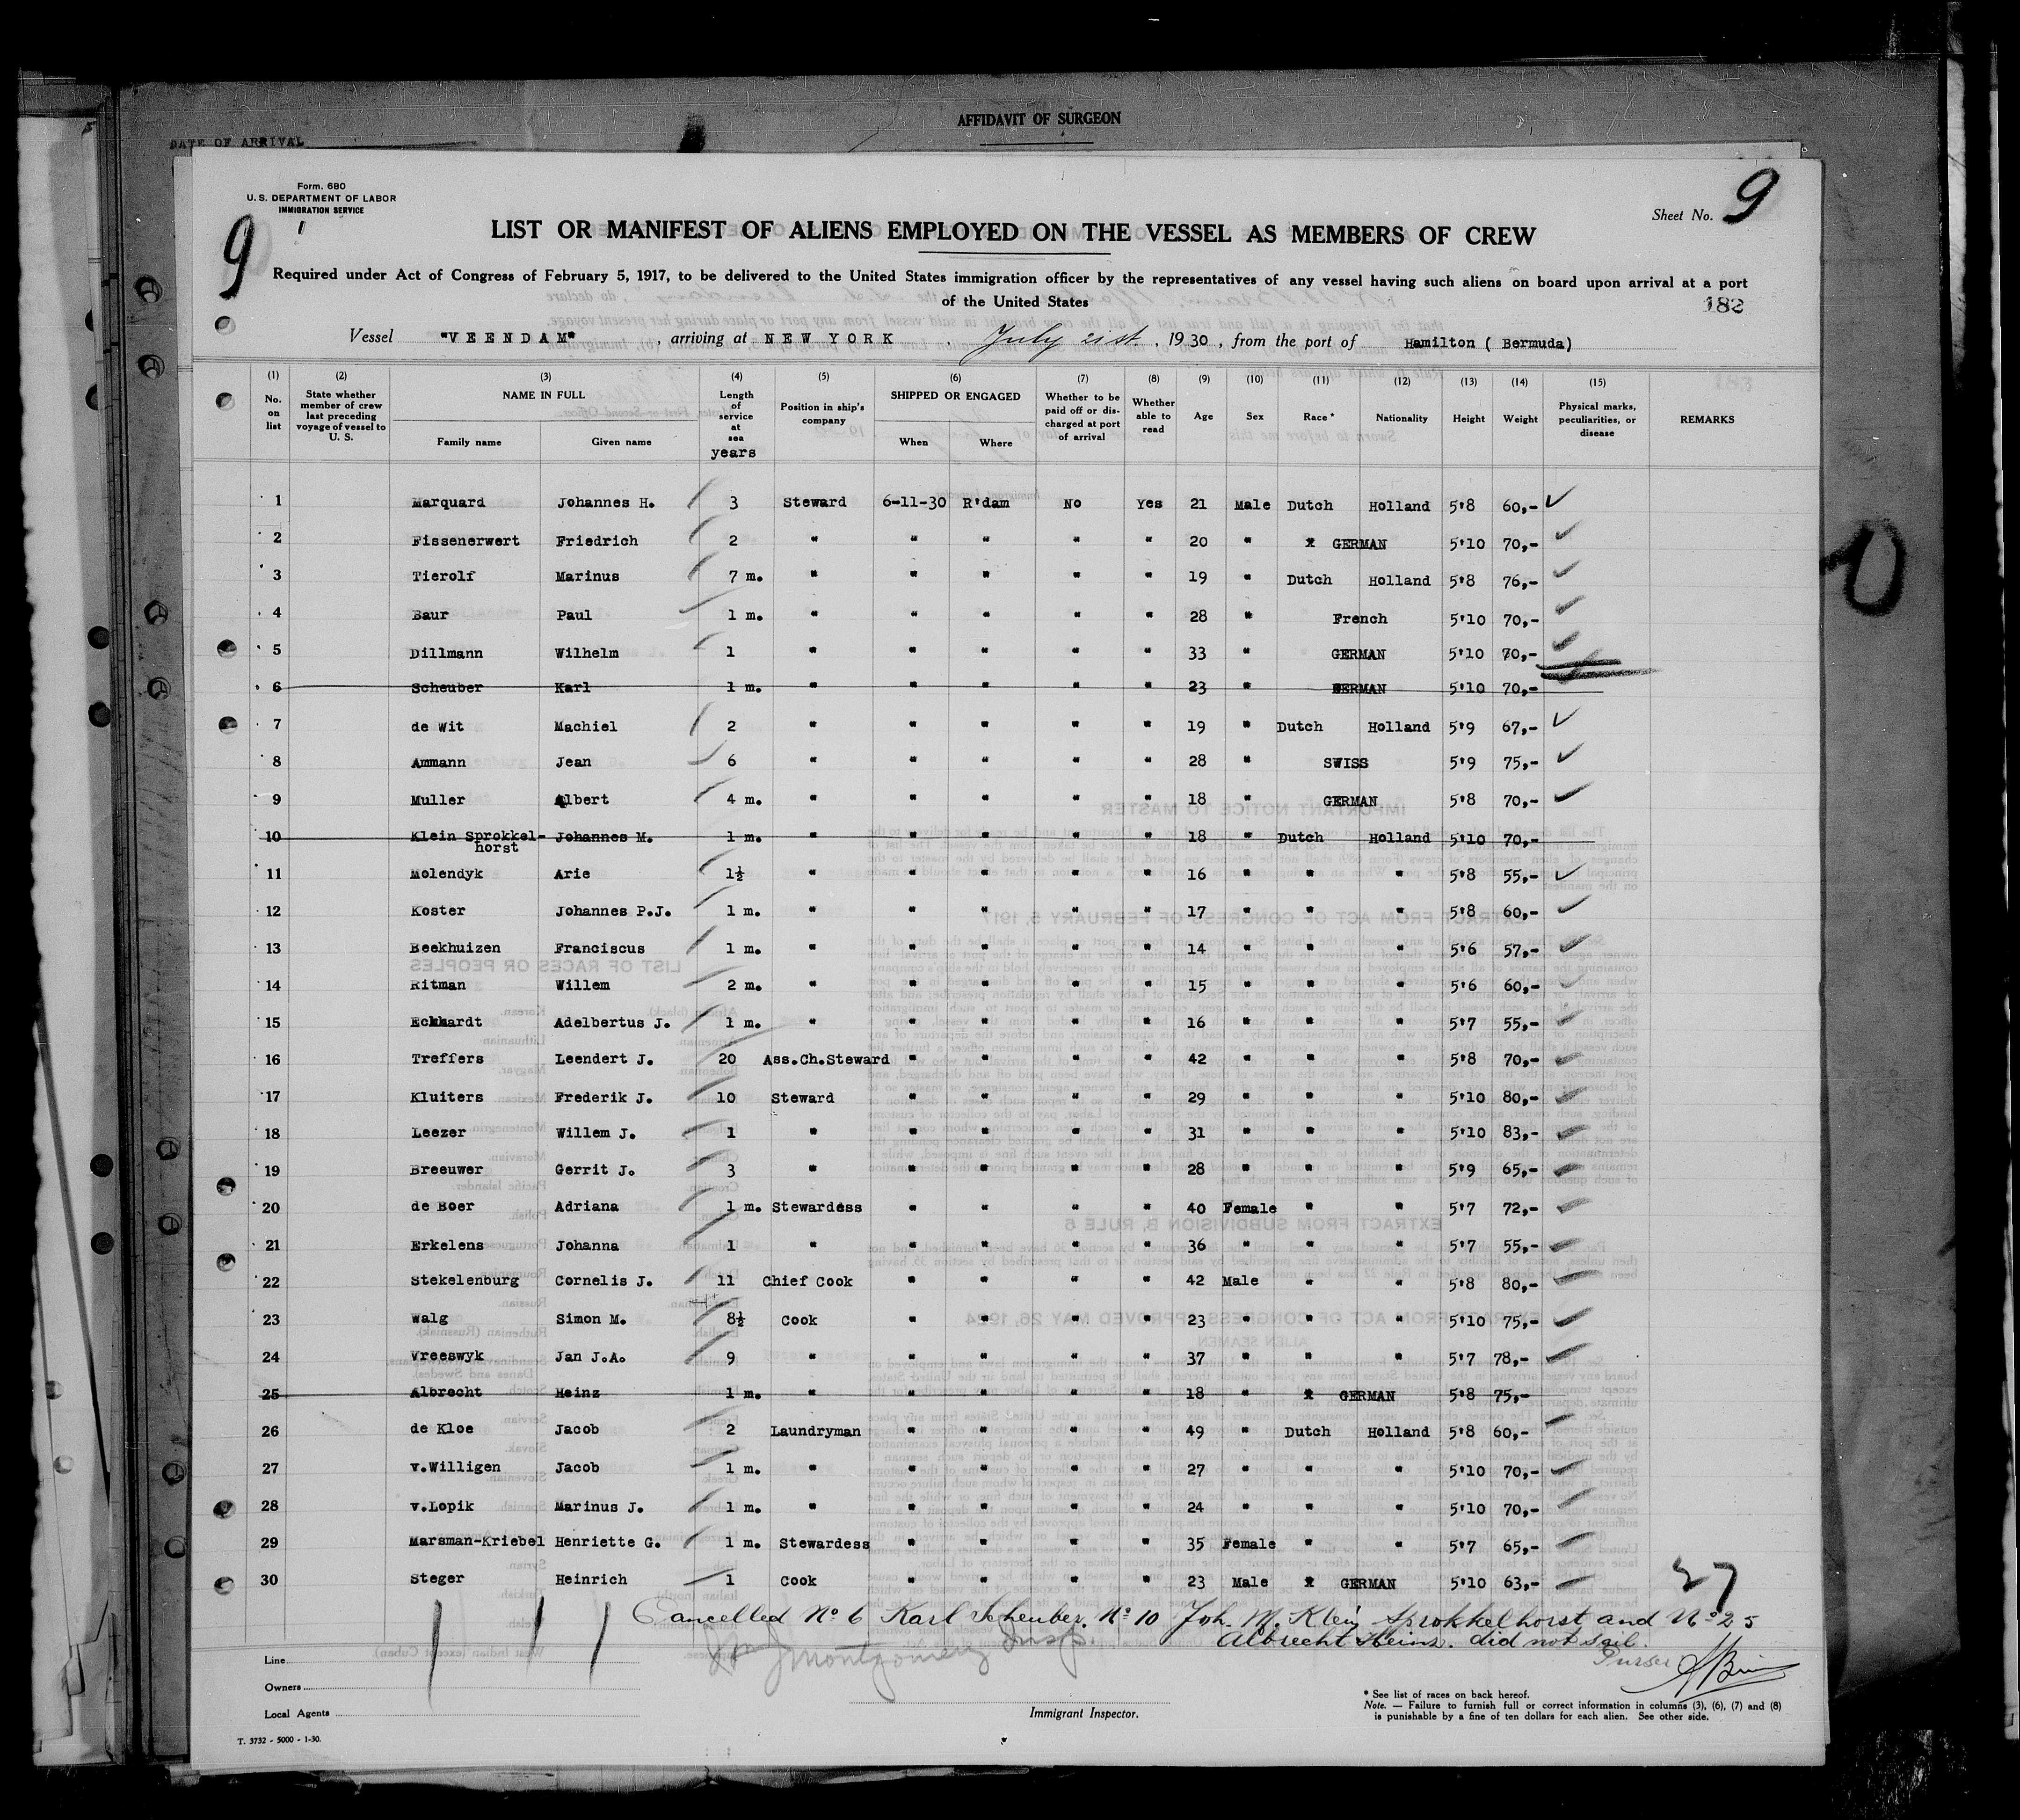 AFFIDAVIT OF SURGEON
DATE OF ARRIVAL
Form. 680
U. S. DEPARTMENT OF LABOR
IMMIGRATION SERVICE
9
Sheet No. 9
LIST OR MANIFEST OF ALIENS EMPLOYED ON THE VESSEL AS MEMBERS OF CREW
Required under Act of Congress of February 5, 1917, to be delivered to the United States immigration officer by the representatives of any vessel having such aliens on board upon arrival at a port
of the United States
182
Vessel "VEENDAM" , arriving at NEW YORK , July 21st. , 1930 , from the port of Hamilton ( Bermuda)
(1) (2) (3) (4) (5) (6) (7) (8) (9) (10) (11) (12) (13) (14) (15)
No. on list State whether member of crew last preceding voyage of vessel to U. S. NAME IN FULL Family name Given name Length of service at sea years Position in ship's company SHIPPED OR ENGAGED When Where Whether to be paid off or discharged at port of arrival Whether able to read Age Sex Race * Nationality Height Weight Physical marks, peculiarities, or disease REMARKS
1 Marquard Johannes H. 3 Steward 6-11-30 R'dam No Yes 21 Male Dutch Holland 5'8 60,-
2 Fissenerwert Friedrich 2 " " " " " 20 " x GERMAN 5'10 70,-
3 Tierolf Marinus 7 m. " " " " " 19 " Dutch Holland 5'8 76,-
4 Baur Paul 1 m. " " " " " 28 " French 5'10 70,-
5 Dillmann Wilhelm 1 " " " " " 33 " GERMAN 5'10 70,-
6 Scheuber Karl 1 m. " " " " " 23 " GERMAN 5'10 70,-
7 de Wit Machiel 2 " " " " " 19 " Dutch Holland 5'9 67,-
8 Ammann Jean 6 " " " " " 28 " SWISS 5'9 75,-
9 Muller Albert 4 m. " " " " " 18 " GERMAN 5'8 70,-
10 Klein Sprokkel- Johannes M. 1 m. " " " " " 18 " Dutch Holland 5'10 70,-
horst
11 Molendyk Arie 1½ " " " " " 16 " " " 5'8 55,-
12 Koster Johannes P.J. 1 m. " " " " " 17 " " " 5'8 60,-
13 Beekhuizen Franciscus 1 m. " " " " " 14 " " " 5'6 57,-
14 Ritman Willem 2 m. " " " " " 15 " " " 5'6 60,-
15 Eckhardt Adelbertus J. 1 m. " " " " " 16 " " " 5'7 55,-
16 Treffers Leendert J. 20 Ass.Ch.Steward " " " " 42 " " " 5'8 70,-
17 Kluiters Frederik J. 10 Steward " " " " 29 " " " 5'10 80,-
18 Leezer Willem J. 1 " " " " " 31 " " " 5'10 83,-
19 Breeuwer Gerrit J. 3 " " " " " 28 " " " 5'9 65,-
20 de Boer Adriana 1 m. Stewardess " " " " 40 Female " " 5'7 72,-
21 Erkelens Johanna 1 " " " " " 36 " " " 5'7 55,-
22 Stekelenburg Cornelis J. 11 Chief Cook " " " " 42 Male " " 5'8 80,-
23 Walg Simon M. 8½ Cook " " " " 23 " " " 5'10 75,-
24 Vreeswyk Jan J.A. 9 " " " " " 37 " " " 5'7 78,-
25 Albrecht Heinz 1 m. " " " " " 18 " x GERMAN 5'8 75,-
26 de Kloe Jacob 2 Laundryman " " " " 49 " Dutch Holland 5'8 60,-
27 v.Willigen Jacob 1 m. " " " " " 27 " " " 5'10 70,-
28 v.Lopik Marinus J. 1 m. " " " " " 24 " " " 5'10 70,-
29 Marsman-Kriebel Henriette G. 1 m. Stewardess " " " " 35 Female " " 5'7 65,-
30 Steger Heinrich 1 Cook " " " " 23 Male x GERMAN 5'10 63,-
27
Cancelled No 6 Karl Scheuber. No 10 Joh. M. Klein Sprokkelhorst and No 25
Albrecht Heinz. did not sail.
Montgomery Insp.
Purser
Line
Owners
Local Agents
Immigrant Inspector.
* See list of races on back hereof.
Note. — Failure to furnish full or correct information in columns (3), (6), (7) and (8)
is punishable by a fine of ten dollars for each alien. See other side.
T. 3732 - 5000 - 1-30.